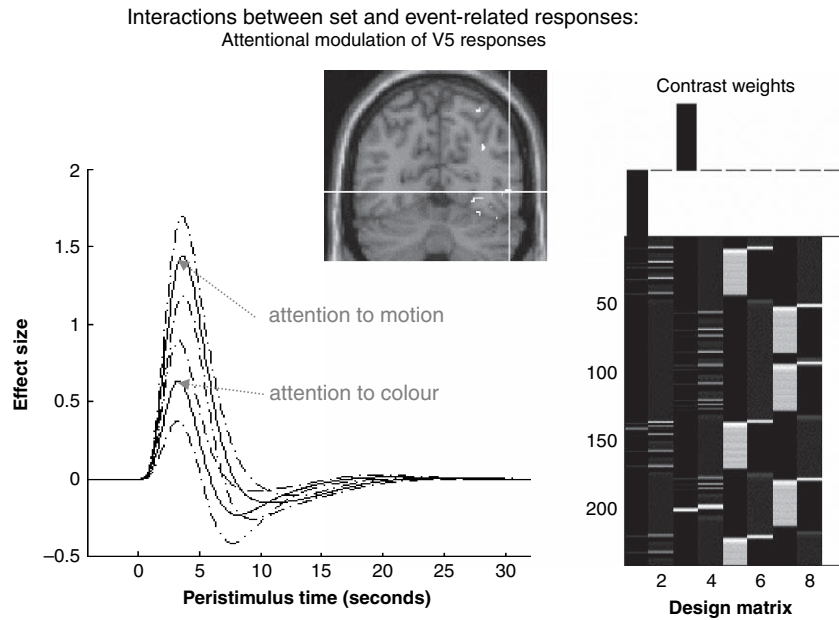 Interactions between set and event-related responses:
Attentional modulation of V5 responses
Contrast weights
2
1.5
1
0.5
0
−0.5
Effect size
attention to motion
attention to colour
0 5 10 15 20 25 30
Peristimulus time (seconds)
50
100
150
200
2 4 6 8
Design matrix